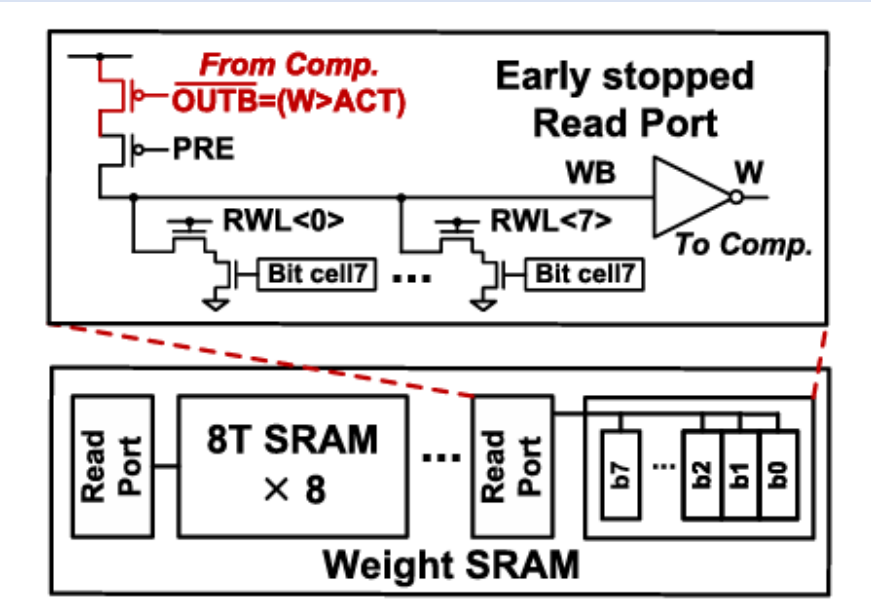 From Comp.
OUTB=(W>ACT)
Early stopped
Read Port
PRE
WB
W
RWL<0>
RWL<7>
To Comp.
Bit cell7
...
Bit cell7
Read Port
8T SRAM
× 8
...
Read Port
b7
...
b2
b1
b0
Weight SRAM